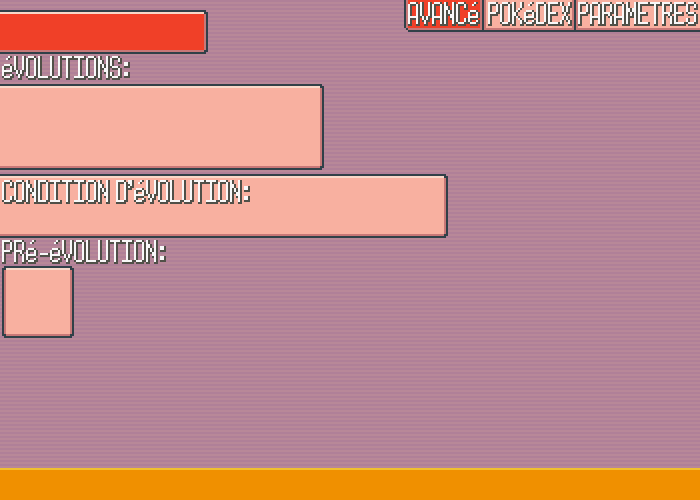 AVANCé POKéDEX PARAMETRES
éVOLUTIONS:
CONDITION D'éVOLUTION:
PRé-éVOLUTION: